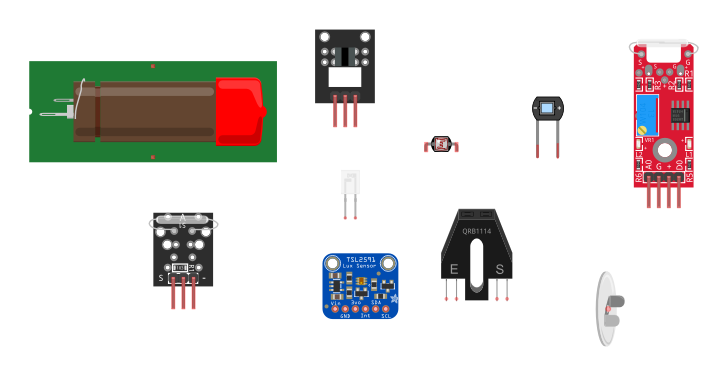 S
G
R1
R3
R2
VR1
A0
G
+
D0
R6
R5
A
S
-
QRB1114
E
S
TSL2591
Lux Sensor
Vin
3vo
SDA
GND
Int
SCL